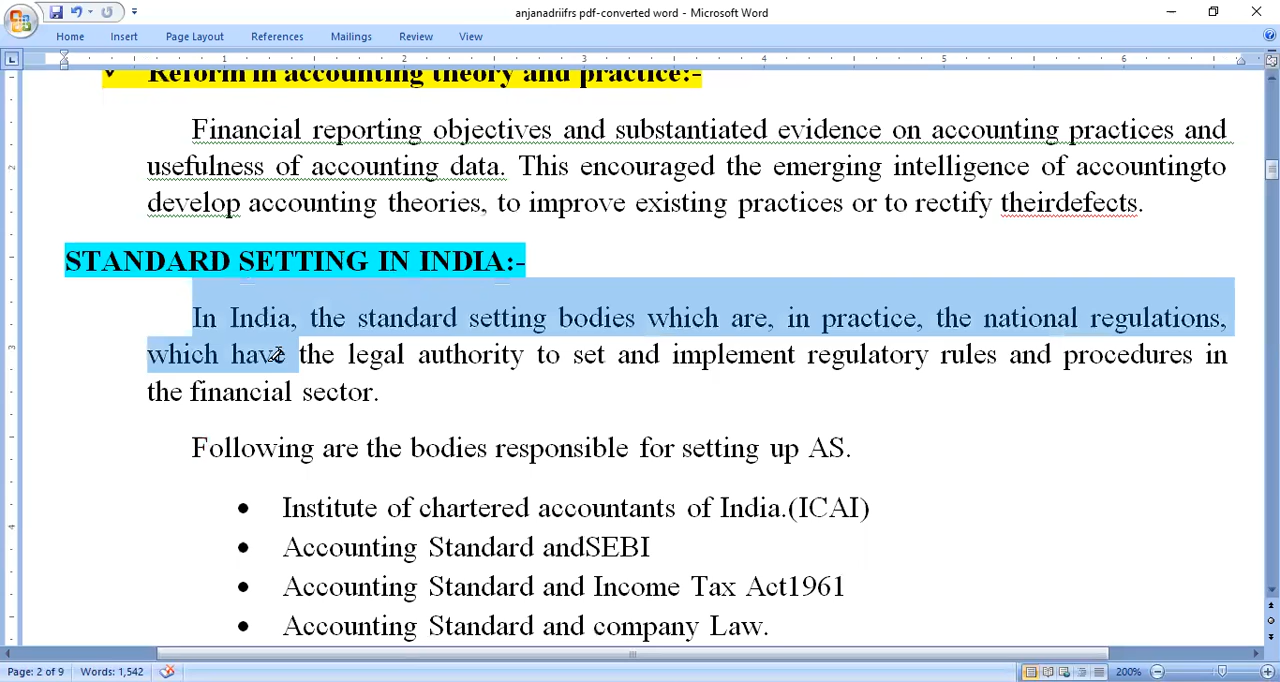 anjanadriifrs pdf-converted word - Microsoft Word
Home Insert Page Layout References Mailings Review View
1 2 3 4 5 6
✓ Reform in accounting theory and practice:-
Financial reporting objectives and substantiated evidence on accounting practices and
usefulness of accounting data. This encouraged the emerging intelligence of accountingto
develop accounting theories, to improve existing practices or to rectify theirdefects.
STANDARD SETTING IN INDIA:-
In India, the standard setting bodies which are, in practice, the national regulations,
which have the legal authority to set and implement regulatory rules and procedures in
the financial sector.
Following are the bodies responsible for setting up AS.
• Institute of chartered accountants of India.(ICAI)
• Accounting Standard andSEBI
• Accounting Standard and Income Tax Act1961
• Accounting Standard and company Law.
Page: 2 of 9 Words: 1,542 200%